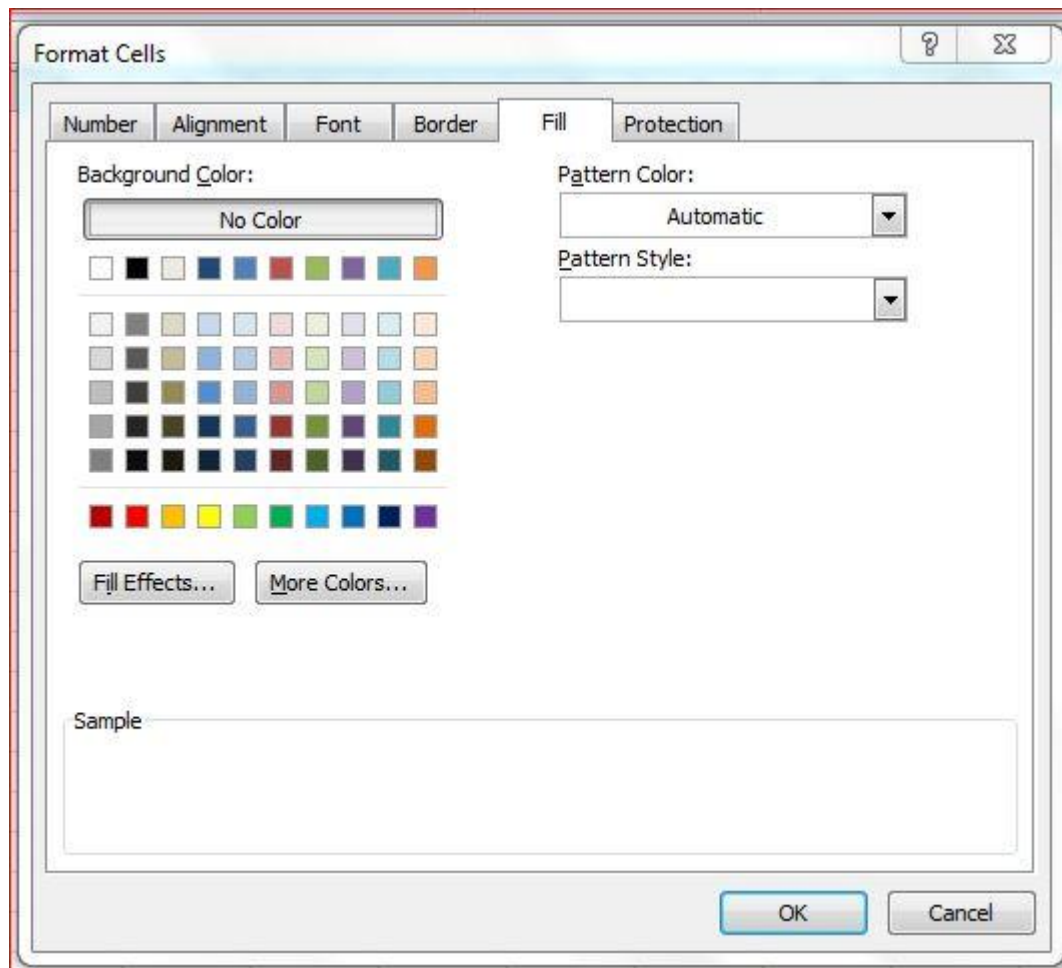 Format Cells
Number Alignment Font Border Fill Protection
Background Color:
No Color
Pattern Color:
Automatic
Pattern Style:
Fill Effects...
More Colors...
Sample
OK
Cancel